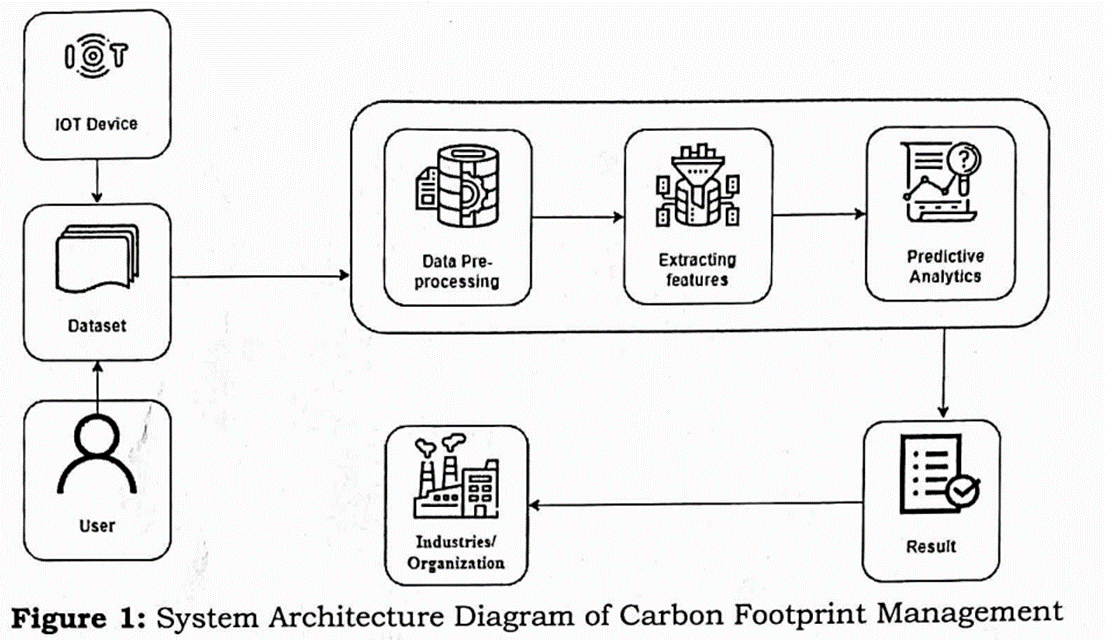 IOT
IOT Device
Dataset
User
Data Pre-
processing
Extracting
features
?
Predictive
Analytics
Industries/
Organization
Result
Figure 1: System Architecture Diagram of Carbon Footprint Management